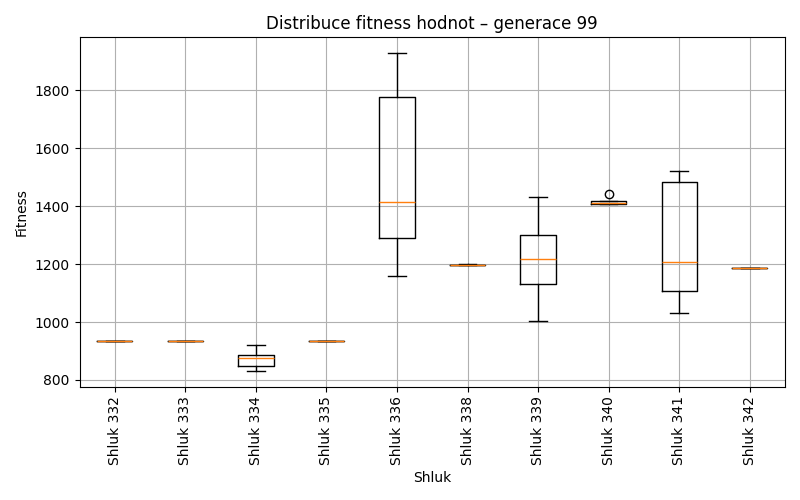 Distribuce fitness hodnot – generace 99
Fitness
1800
1600
1400
1200
1000
800
Shluk 332
Shluk 333
Shluk 334
Shluk 335
Shluk 336
Shluk 338
Shluk 339
Shluk 340
Shluk 341
Shluk 342
Shluk